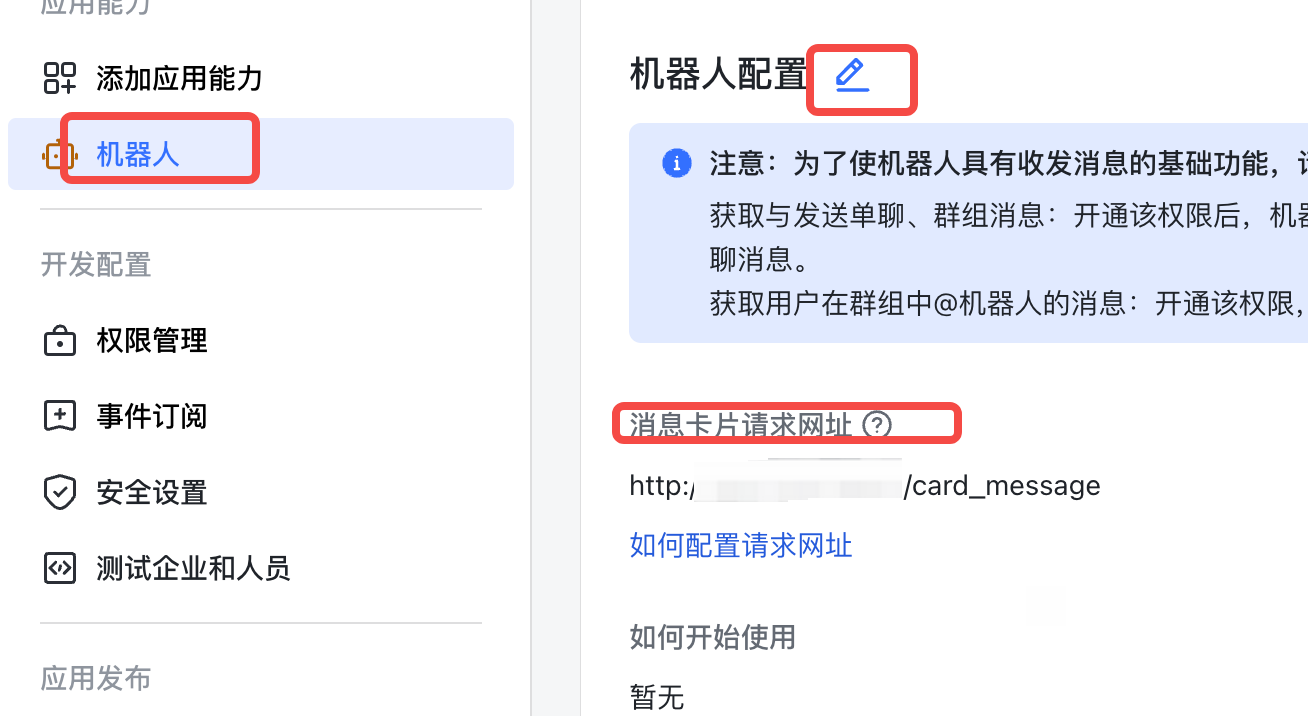 应用能力
添加应用能力
机器人
开发配置
权限管理
事件订阅
安全设置
测试企业和人员
应用发布
机器人配置
注意：为了使机器人具有收发消息的基础功能，
获取与发送单聊、群组消息：开通该权限后，机器
聊消息。
获取用户在群组中@机器人的消息：开通该权限，
消息卡片请求网址
http:/ /card_message
如何配置请求网址
如何开始使用
暂无